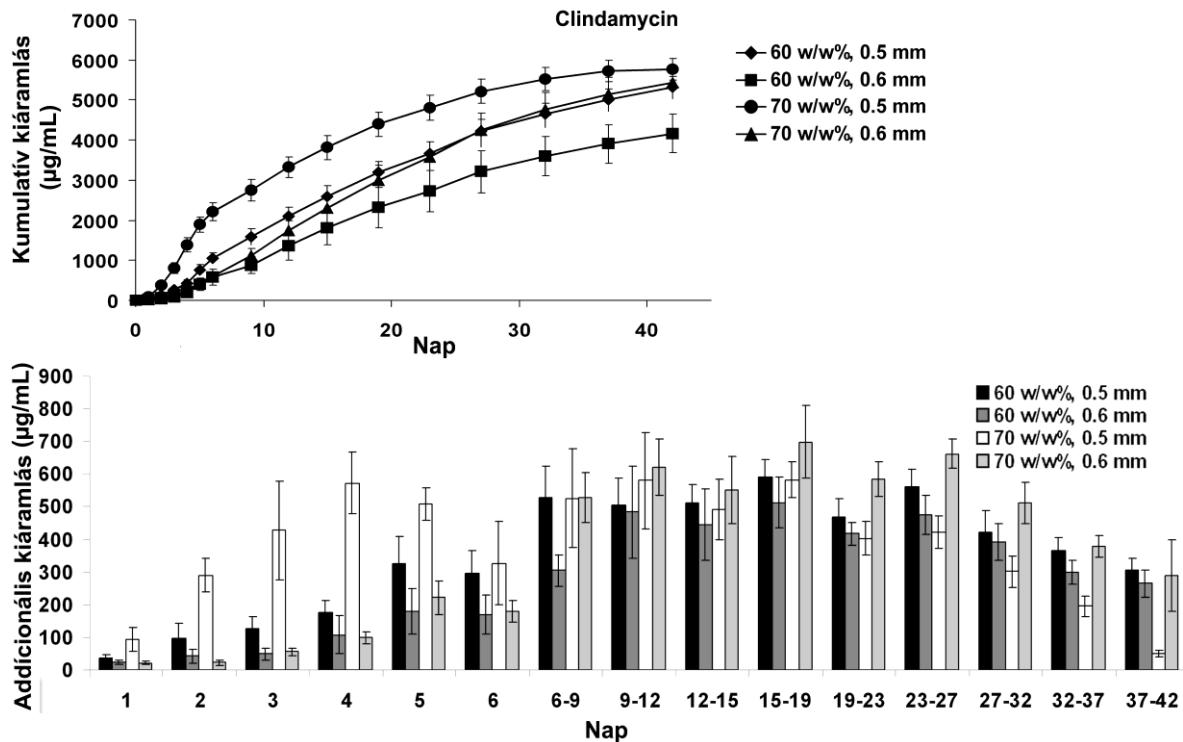 Clindamycin
Kumulatív kiáramlás
(µg/mL)
7000
6000
5000
4000
3000
2000
1000
0
0 10 20 30 40
Nap
60 w/w%, 0.5 mm
60 w/w%, 0.6 mm
70 w/w%, 0.5 mm
70 w/w%, 0.6 mm
Addicionális kiáramlás (µg/mL)
900
800
700
600
500
400
300
200
100
0
60 w/w%, 0.5 mm
60 w/w%, 0.6 mm
70 w/w%, 0.5 mm
70 w/w%, 0.6 mm
1 2 3 4 5 6 6-9 9-12 12-15 15-19 19-23 23-27 27-32 32-37 37-42
Nap